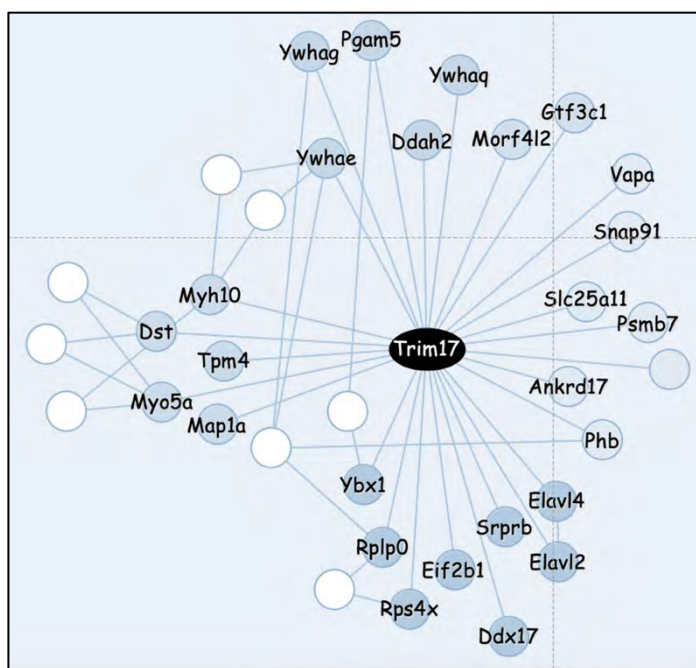 Pgam5
Ywhag
Ywhaq
Gtf3c1
Ddah2
Morf4l2
Ywhae
Vapa
Snap91
Myh10
Slc25a11
Psmb7
Dst
Trim17
Tpm4
Ankrd17
Myo5a
Map1a
Phb
Ybx1
Elavl4
Srprb
Rplp0
Eif2b1
Elavl2
Rps4x
Ddx17